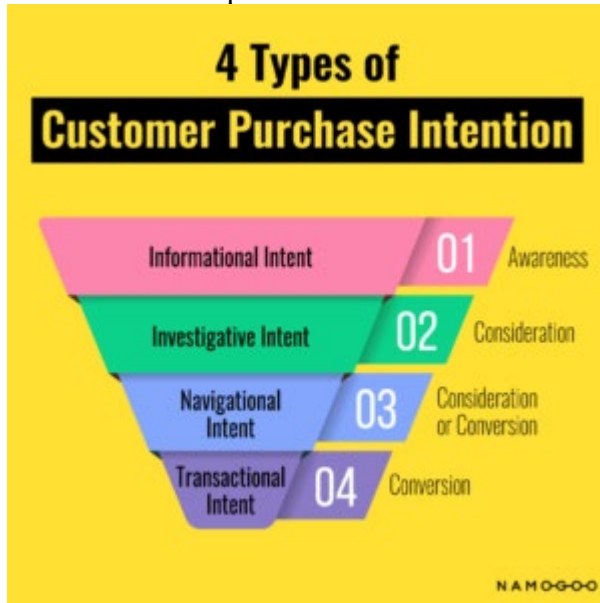 4 Types of
Customer Purchase Intention
Informational Intent 01 Awareness
Investigative Intent 02 Consideration
Navigational
Intent 03 Consideration
or Conversion
Transactional
Intent 04 Conversion
NAMOGOO